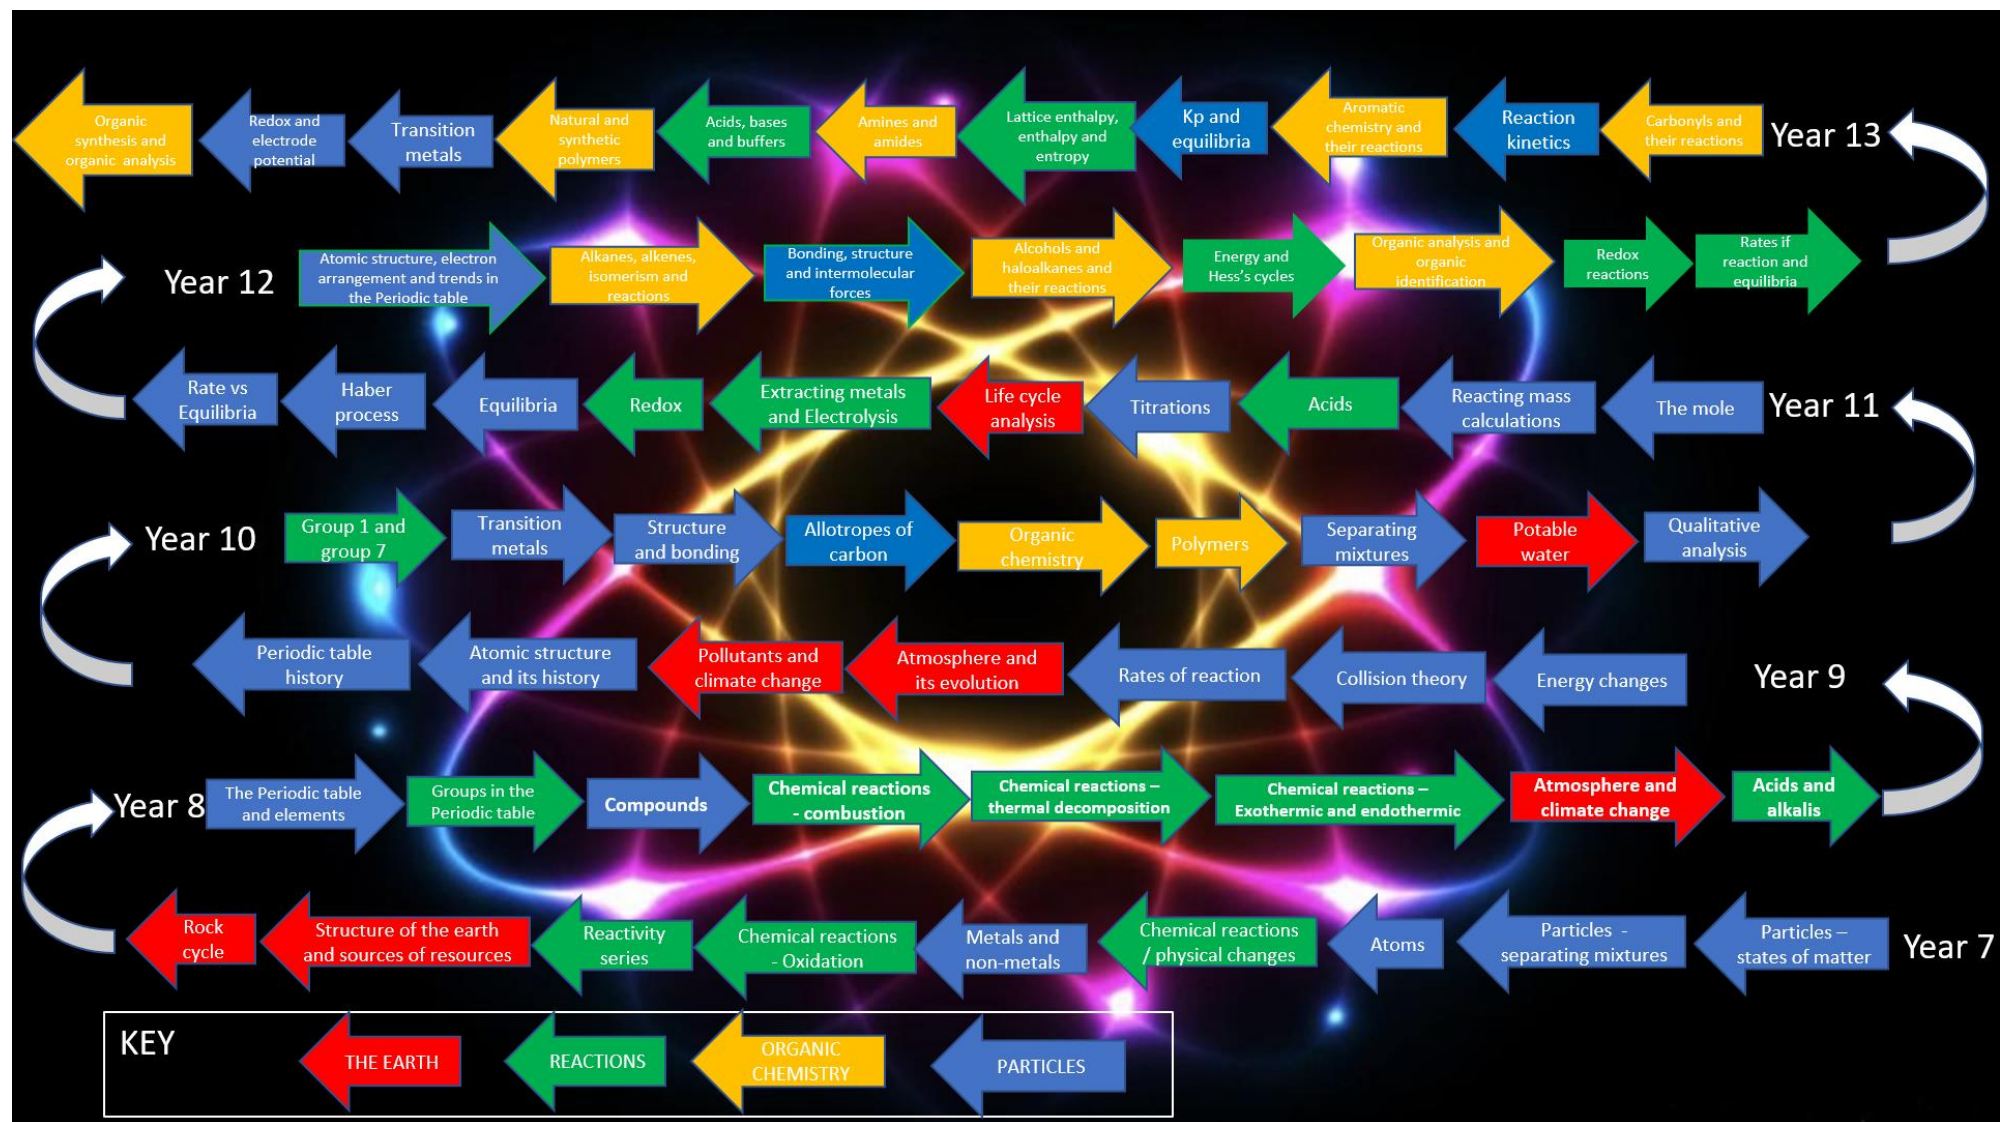 Organic
synthesis and
organic analysis
Redox and
electrode
potential
Transition
metals
Natural and
synthetic
polymers
Acids, bases
and buffers
Amines and
amides
Lattice enthalpy,
enthalpy and
entropy
Kp and
equilibria
Aromatic
chemistry and
their reactions
Reaction
kinetics
Carbonyls and
their reactions
Year 13
Year 12
Atomic structure, electron
arrangement and trends in
the Periodic table
Alkanes, alkenes,
isomerism and
reactions
Bonding, structure
and intermolecular
forces
Alcohols and
haloalkanes and
their reactions
Energy and
Hess's cycles
Organic analysis and
organic
identification
Redox
reactions
Rates if
reaction and
equilibria
Rate vs
Equilibria
Haber
process
Equilibria
Redox
Extracting metals
and Electrolysis
Life cycle
analysis
Titrations
Acids
Reacting mass
calculations
The mole
Year 11
Year 10
Group 1 and
group 7
Transition
metals
Structure
and bonding
Allotropes of
carbon
Organic
chemistry
Polymers
Separating
mixtures
Potable
water
Qualitative
analysis
Periodic table
history
Atomic structure
and its history
Pollutants and
climate change
Atmosphere and
its evolution
Rates of reaction
Collision theory
Energy changes
Year 9
Year 8
The Periodic table
and elements
Groups in the
Periodic table
Compounds
Chemical reactions
- combustion
Chemical reactions –
thermal decomposition
Chemical reactions –
Exothermic and endothermic
Atmosphere and
climate change
Acids and
alkalis
Rock
cycle
Structure of the earth
and sources of resources
Reactivity
series
Chemical reactions
- Oxidation
Metals and
non-metals
Chemical reactions
/ physical changes
Atoms
Particles -
separating mixtures
Particles –
states of matter
Year 7
KEY
THE EARTH
REACTIONS
ORGANIC
CHEMISTRY
PARTICLES